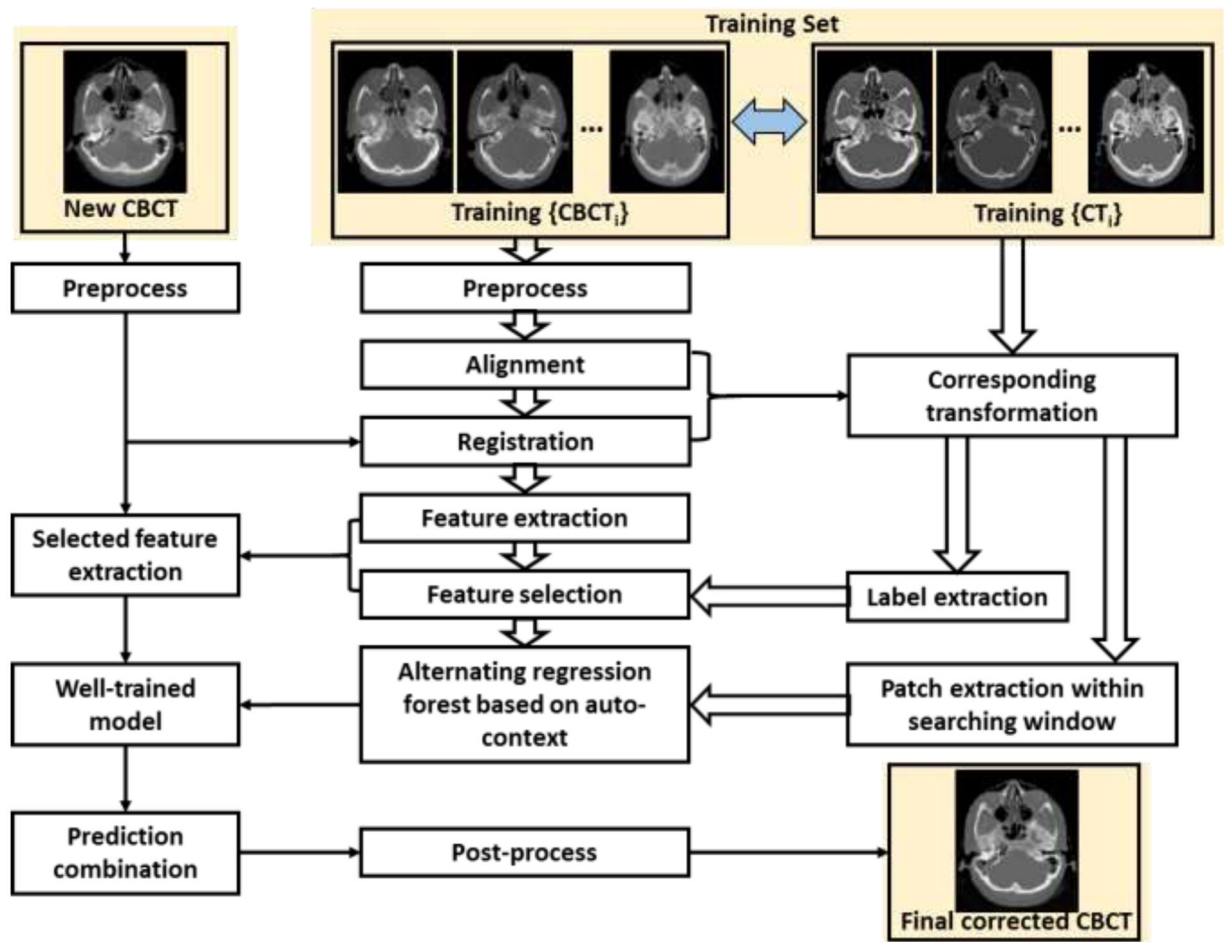 Training Set
New CBCT
Training {CBCTᵢ}
...
Training {CTᵢ}
...
Preprocess
Preprocess
Alignment
Corresponding
transformation
Registration
Feature extraction
Selected feature
extraction
Feature selection
Label extraction
Well-trained
model
Alternating regression
forest based on auto-
context
Patch extraction within
searching window
Prediction
combination
Post-process
Final corrected CBCT